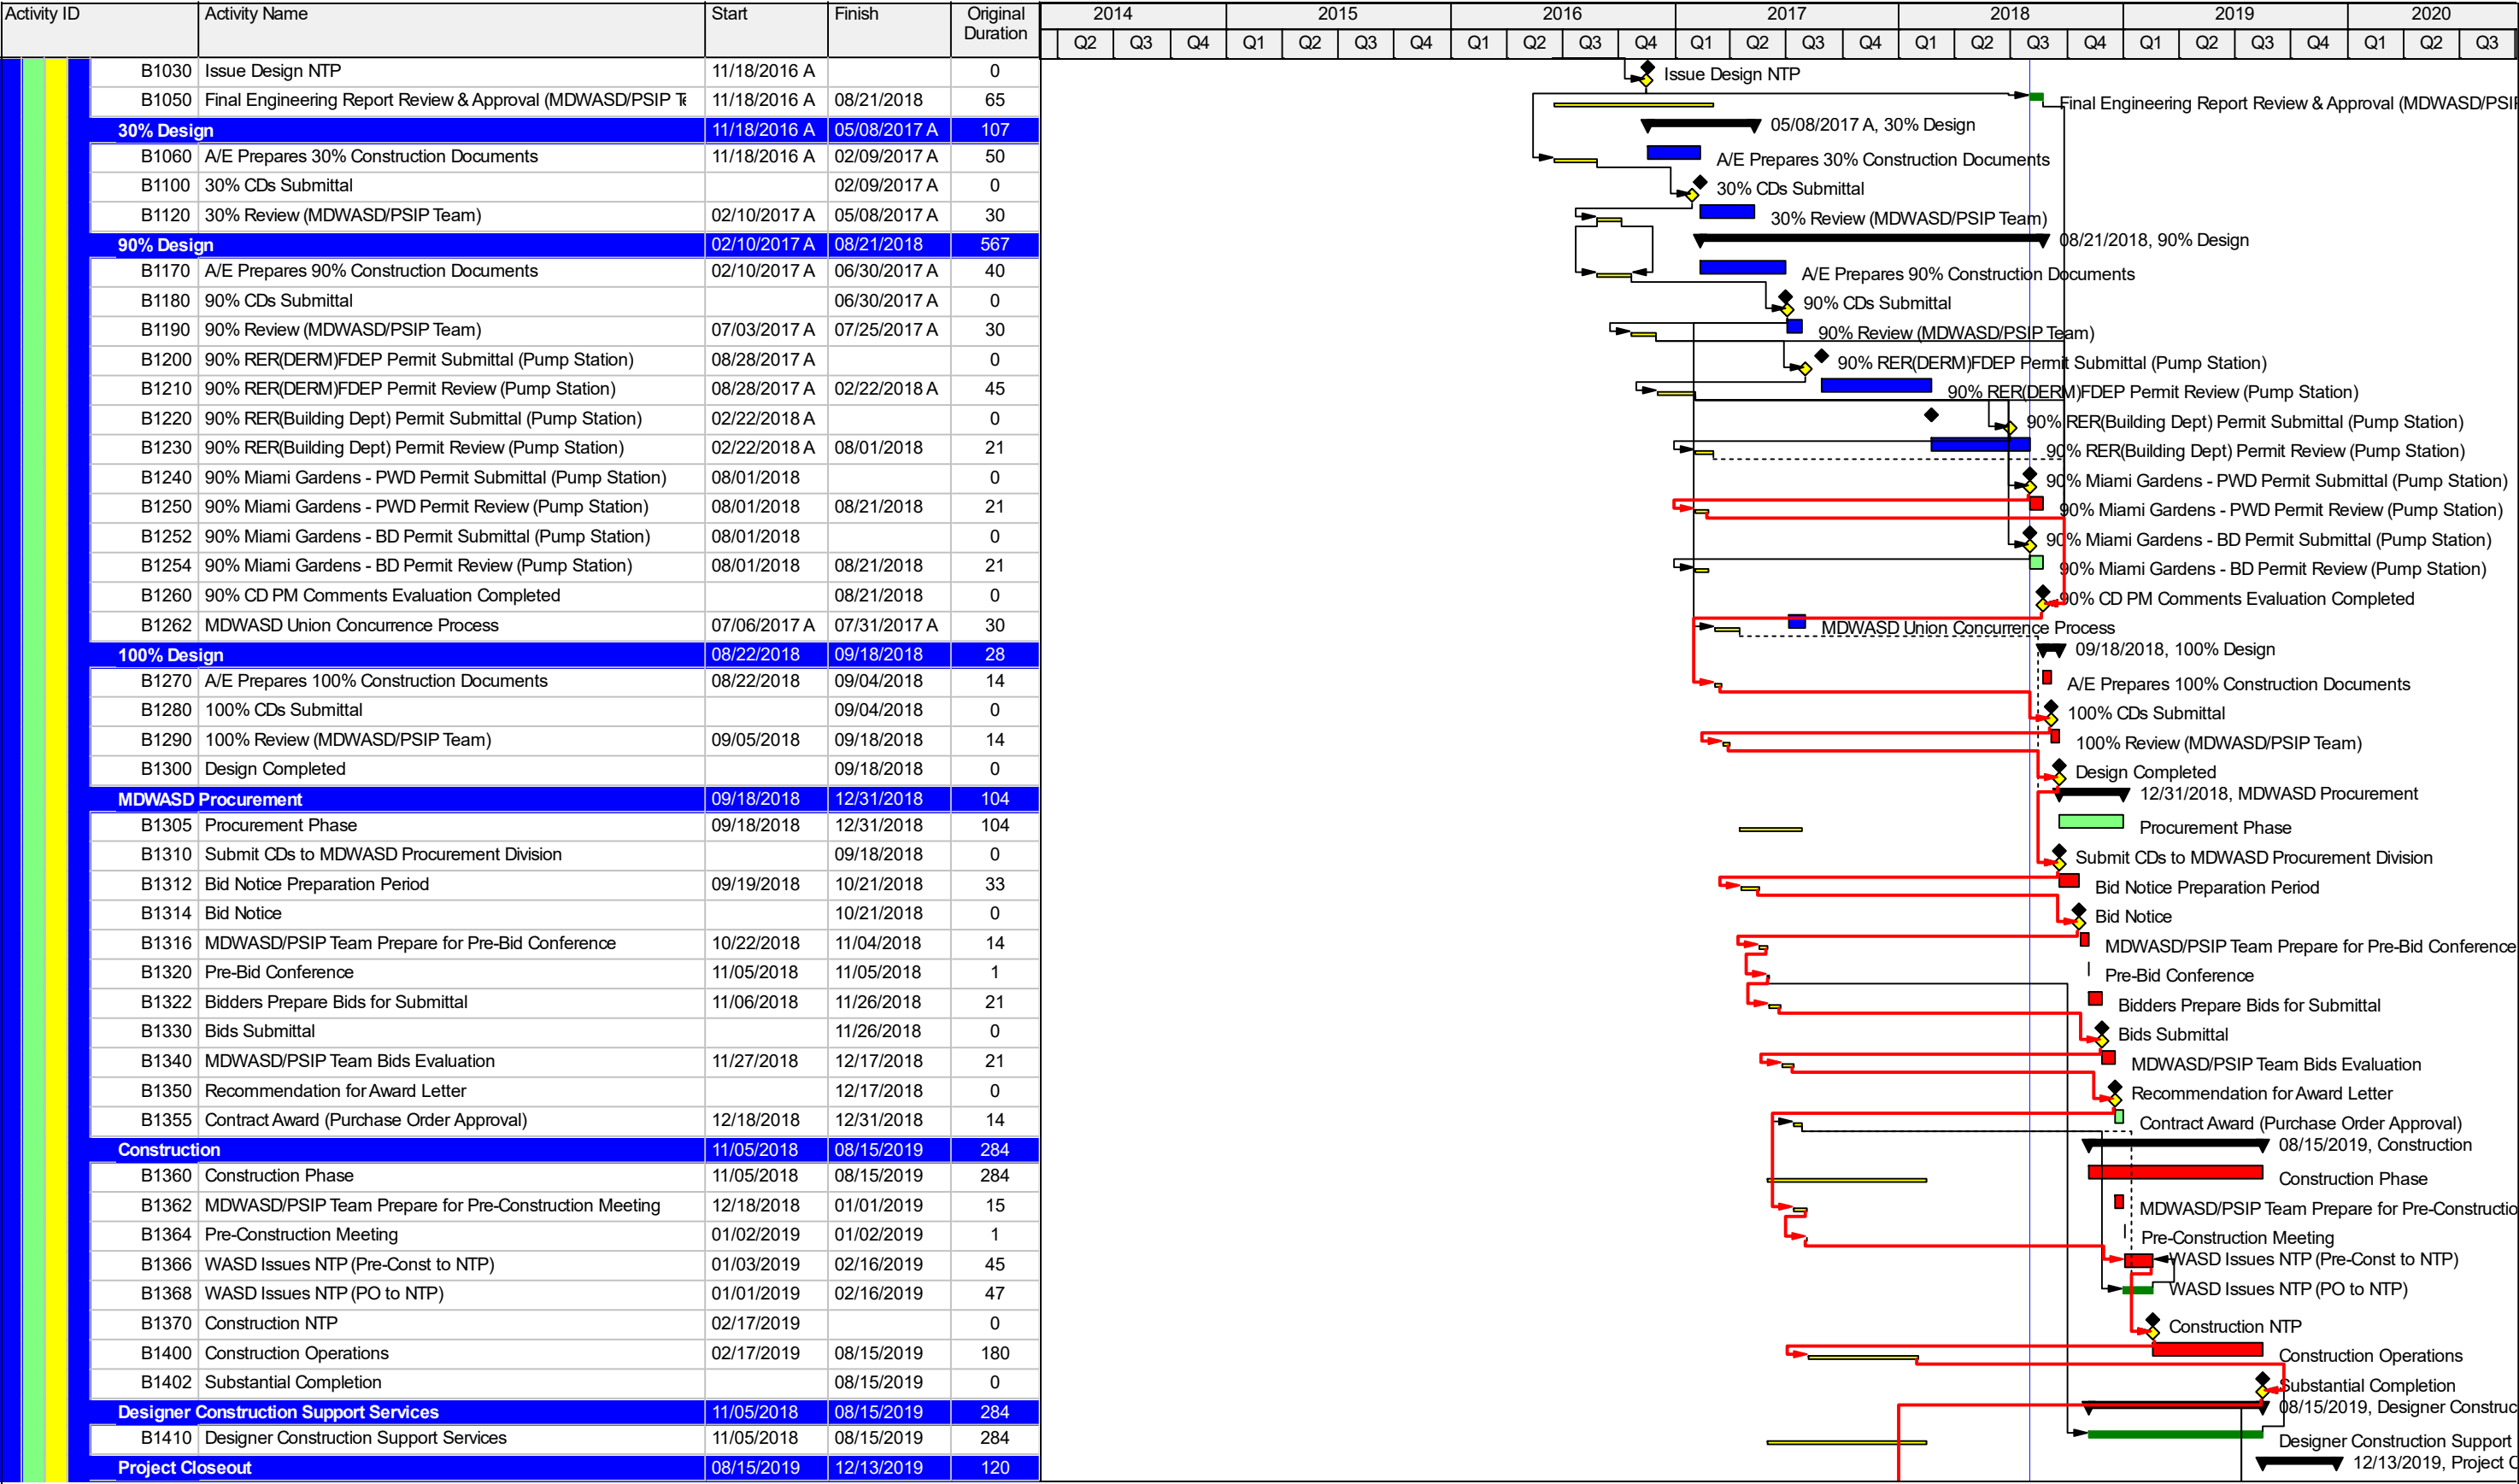 Activity ID Activity Name Start Finish Original Duration 2014 2015 2016 2017 2018 2019 2020
Q2 Q3 Q4 Q1 Q2 Q3 Q4 Q1 Q2 Q3 Q4 Q1 Q2 Q3 Q4 Q1 Q2 Q3 Q4 Q1 Q2 Q3 Q4 Q1 Q2 Q3
B1030 Issue Design NTP 11/18/2016 A 0 Issue Design NTP
B1050 Final Engineering Report Review & Approval (MDWASD/PSIP Te 11/18/2016 A 08/21/2018 65 Final Engineering Report Review & Approval (MDWASD/PSIP
30% Design 11/18/2016 A 05/08/2017 A 107 05/08/2017 A, 30% Design
B1060 A/E Prepares 30% Construction Documents 11/18/2016 A 02/09/2017 A 50 A/E Prepares 30% Construction Documents
B1100 30% CDs Submittal 02/09/2017 A 0 30% CDs Submittal
B1120 30% Review (MDWASD/PSIP Team) 02/10/2017 A 05/08/2017 A 30 30% Review (MDWASD/PSIP Team)
90% Design 02/10/2017 A 08/21/2018 567 08/21/2018, 90% Design
B1170 A/E Prepares 90% Construction Documents 02/10/2017 A 06/30/2017 A 40 A/E Prepares 90% Construction Documents
B1180 90% CDs Submittal 06/30/2017 A 0 90% CDs Submittal
B1190 90% Review (MDWASD/PSIP Team) 07/03/2017 A 07/25/2017 A 30 90% Review (MDWASD/PSIP Team)
B1200 90% RER(DERM)FDEP Permit Submittal (Pump Station) 08/28/2017 A 0 90% RER(DERM)FDEP Permit Submittal (Pump Station)
B1210 90% RER(DERM)FDEP Permit Review (Pump Station) 08/28/2017 A 02/22/2018 A 45 90% RER(DERM)FDEP Permit Review (Pump Station)
B1220 90% RER(Building Dept) Permit Submittal (Pump Station) 02/22/2018 A 0 90% RER(Building Dept) Permit Submittal (Pump Station)
B1230 90% RER(Building Dept) Permit Review (Pump Station) 02/22/2018 A 08/01/2018 21 90% RER(Building Dept) Permit Review (Pump Station)
B1240 90% Miami Gardens - PWD Permit Submittal (Pump Station) 08/01/2018 0 90% Miami Gardens - PWD Permit Submittal (Pump Station)
B1250 90% Miami Gardens - PWD Permit Review (Pump Station) 08/01/2018 08/21/2018 21 90% Miami Gardens - PWD Permit Review (Pump Station)
B1252 90% Miami Gardens - BD Permit Submittal (Pump Station) 08/01/2018 0 90% Miami Gardens - BD Permit Submittal (Pump Station)
B1254 90% Miami Gardens - BD Permit Review (Pump Station) 08/01/2018 08/21/2018 21 90% Miami Gardens - BD Permit Review (Pump Station)
B1260 90% CD PM Comments Evaluation Completed 08/21/2018 0 90% CD PM Comments Evaluation Completed
B1262 MDWASD Union Concurrence Process 07/06/2017 A 07/31/2017 A 30 MDWASD Union Concurrence Process
100% Design 08/22/2018 09/18/2018 28 09/18/2018, 100% Design
B1270 A/E Prepares 100% Construction Documents 08/22/2018 09/04/2018 14 A/E Prepares 100% Construction Documents
B1280 100% CDs Submittal 09/04/2018 0 100% CDs Submittal
B1290 100% Review (MDWASD/PSIP Team) 09/05/2018 09/18/2018 14 100% Review (MDWASD/PSIP Team)
B1300 Design Completed 09/18/2018 0 Design Completed
MDWASD Procurement 09/18/2018 12/31/2018 104 12/31/2018, MDWASD Procurement
B1305 Procurement Phase 09/18/2018 12/31/2018 104 Procurement Phase
B1310 Submit CDs to MDWASD Procurement Division 09/18/2018 0 Submit CDs to MDWASD Procurement Division
B1312 Bid Notice Preparation Period 09/19/2018 10/21/2018 33 Bid Notice Preparation Period
B1314 Bid Notice 10/21/2018 0 Bid Notice
B1316 MDWASD/PSIP Team Prepare for Pre-Bid Conference 10/22/2018 11/04/2018 14 MDWASD/PSIP Team Prepare for Pre-Bid Conference
B1320 Pre-Bid Conference 11/05/2018 11/05/2018 1 Pre-Bid Conference
B1322 Bidders Prepare Bids for Submittal 11/06/2018 11/26/2018 21 Bidders Prepare Bids for Submittal
B1330 Bids Submittal 11/26/2018 0 Bids Submittal
B1340 MDWASD/PSIP Team Bids Evaluation 11/27/2018 12/17/2018 21 MDWASD/PSIP Team Bids Evaluation
B1350 Recommendation for Award Letter 12/17/2018 0 Recommendation for Award Letter
B1355 Contract Award (Purchase Order Approval) 12/18/2018 12/31/2018 14 Contract Award (Purchase Order Approval)
Construction 11/05/2018 08/15/2019 284 08/15/2019, Construction
B1360 Construction Phase 11/05/2018 08/15/2019 284 Construction Phase
B1362 MDWASD/PSIP Team Prepare for Pre-Construction Meeting 12/18/2018 01/01/2019 15 MDWASD/PSIP Team Prepare for Pre-Constructio
B1364 Pre-Construction Meeting 01/02/2019 01/02/2019 1 Pre-Construction Meeting
B1366 WASD Issues NTP (Pre-Const to NTP) 01/03/2019 02/16/2019 45 WASD Issues NTP (Pre-Const to NTP)
B1368 WASD Issues NTP (PO to NTP) 01/01/2019 02/16/2019 47 WASD Issues NTP (PO to NTP)
B1370 Construction NTP 02/17/2019 0 Construction NTP
B1400 Construction Operations 02/17/2019 08/15/2019 180 Construction Operations
B1402 Substantial Completion 08/15/2019 0 Substantial Completion
Designer Construction Support Services 11/05/2018 08/15/2019 284 08/15/2019, Designer Construc
B1410 Designer Construction Support Services 11/05/2018 08/15/2019 284 Designer Construction Support
Project Closeout 08/15/2019 12/13/2019 120 12/13/2019, Project C